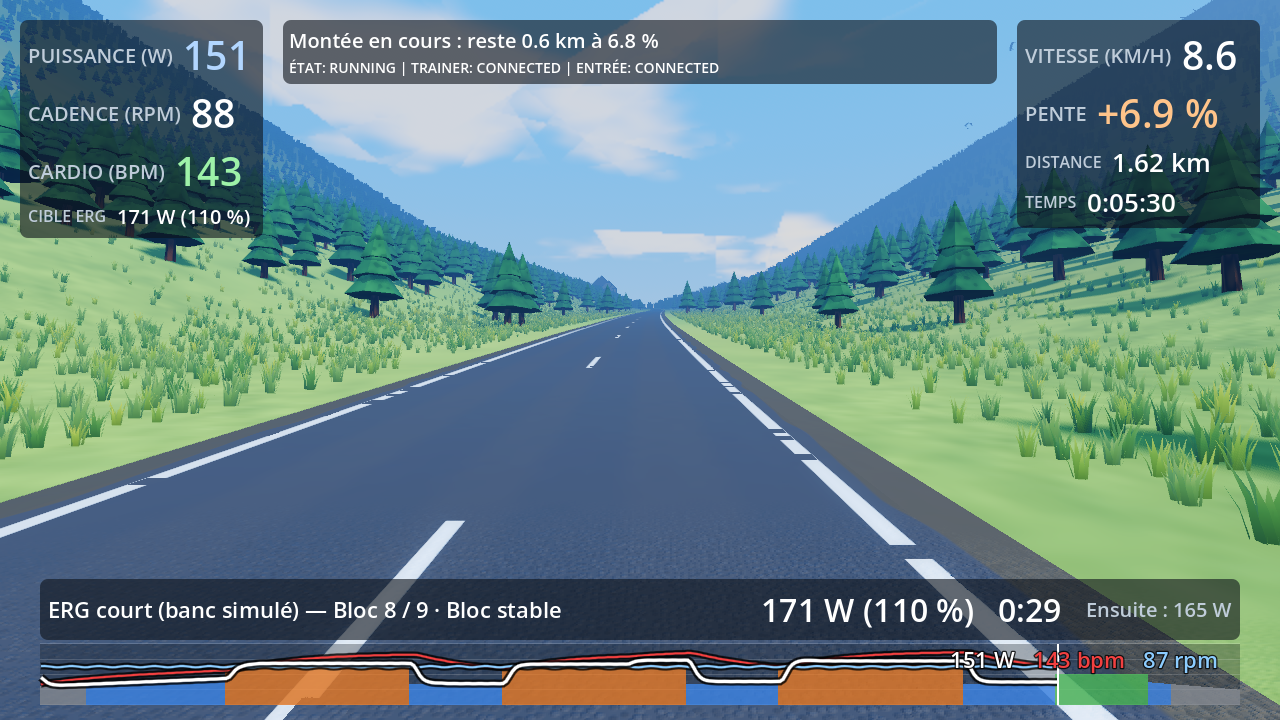 PUISSANCE (W) 151
CADENCE (RPM) 88
CARDIO (BPM) 143
CIBLE ERG 171 W (110 %)
Montée en cours : reste 0.6 km à 6.8 %
ÉTAT: RUNNING | TRAINER: CONNECTED | ENTRÉE: CONNECTED
VITESSE (KM/H) 8.6
PENTE +6.9 %
DISTANCE 1.62 km
TEMPS 0:05:30
ERG court (banc simulé) — Bloc 8 / 9 · Bloc stable 171 W (110 %) 0:29 Ensuite : 165 W
151 W 143 bpm 87 rpm